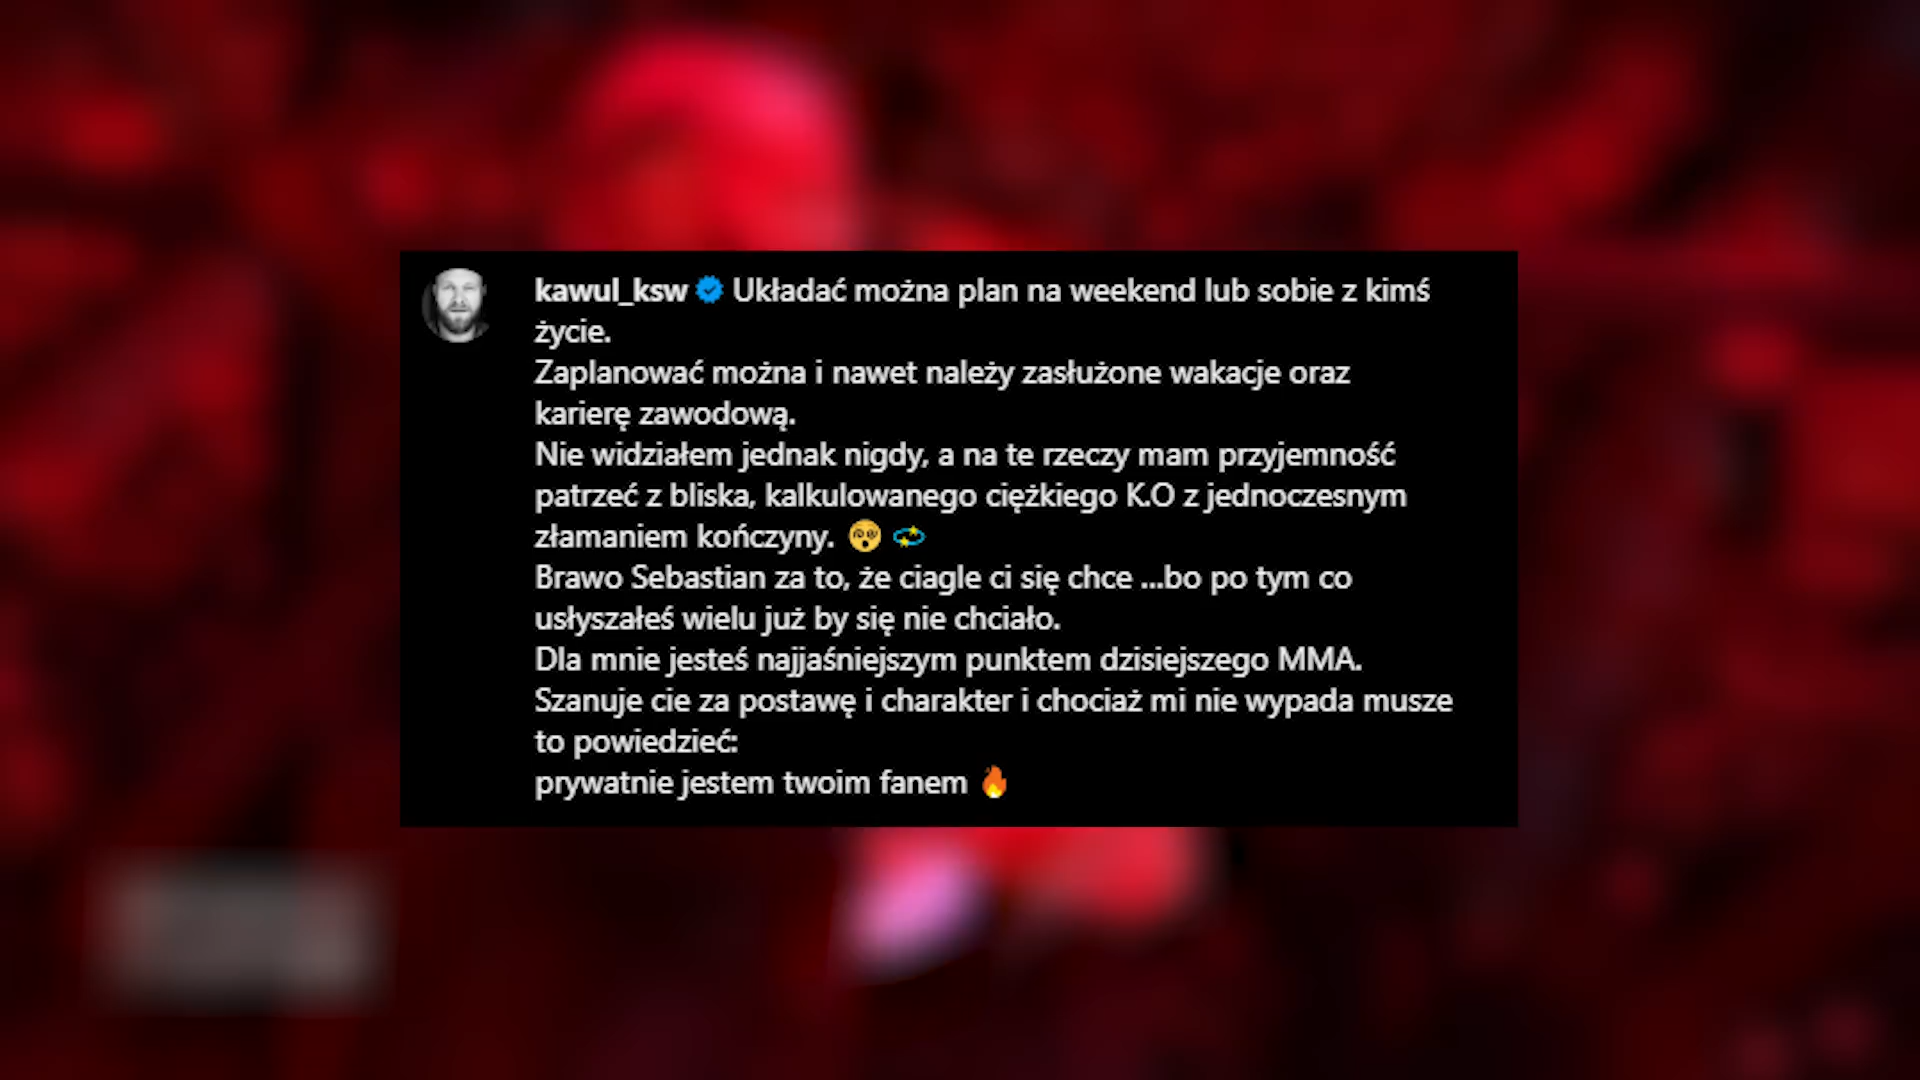 kawul_ksw Układać można plan na weekend lub sobie z kimś
życie.
Zaplanować można i nawet należy zasłużone wakacje oraz
karierę zawodową.
Nie widziałem jednak nigdy, a na te rzeczy mam przyjemność
patrzeć z bliska, kalkulowanego ciężkiego K.O z jednoczesnym
złamaniem kończyny. 😵‍💫
Brawo Sebastian za to, że ciagle ci się chce ...bo po tym co
usłyszałeś wielu już by się nie chciało.
Dla mnie jesteś najjaśniejszym punktem dzisiejszego MMA.
Szanuje cie za postawę i charakter i chociaż mi nie wypada musze
to powiedzieć:
prywatnie jestem twoim fanem 🔥